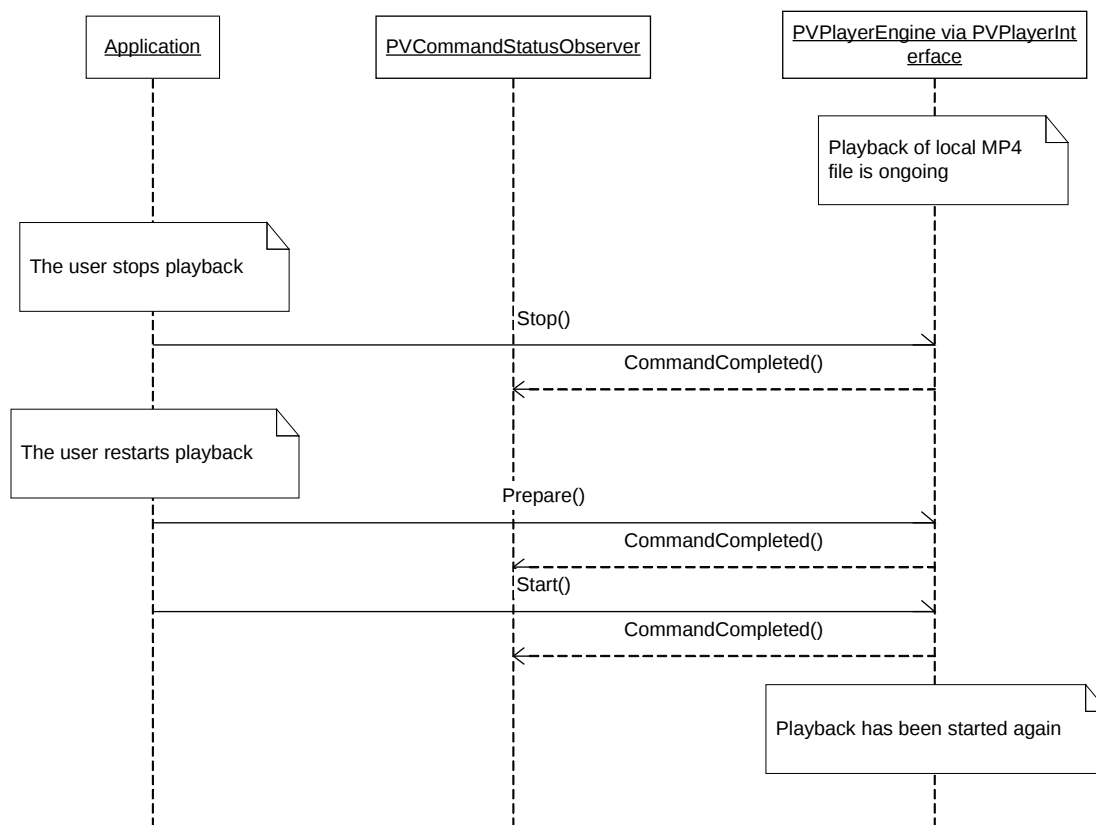 Application
PVCommandStatusObserver
PVPlayerEngine via PVPlayerInt
erface
Playback of local MP4
file is ongoing
The user stops playback
Stop()
CommandCompleted()
The user restarts playback
Prepare()
CommandCompleted()
Start()
CommandCompleted()
Playback has been started again